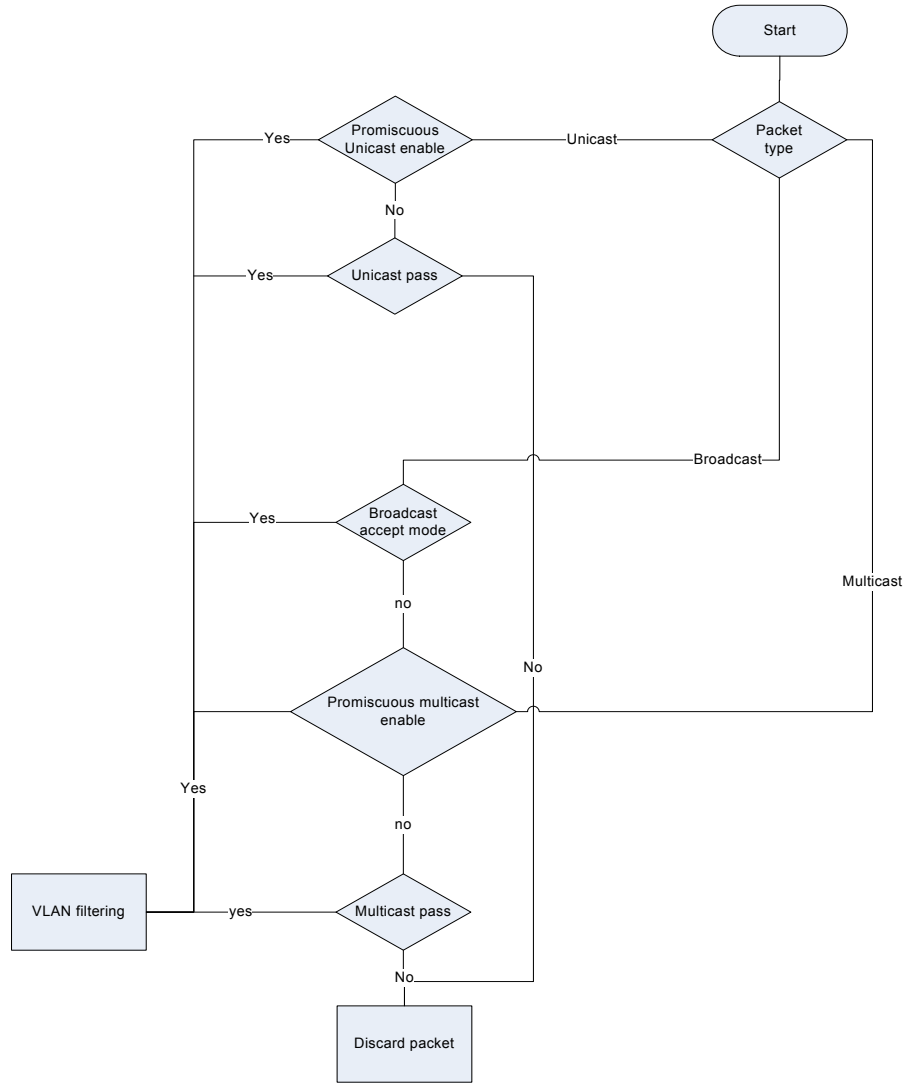 Start
Packet
type
Unicast
Promiscuous
Unicast enable
Yes
No
Unicast pass
Yes
Broadcast
Broadcast
accept mode
Yes
no
Multicast
No
Promiscuous multicast
enable
Yes
no
Multicast pass
yes
VLAN filtering
No
Discard packet